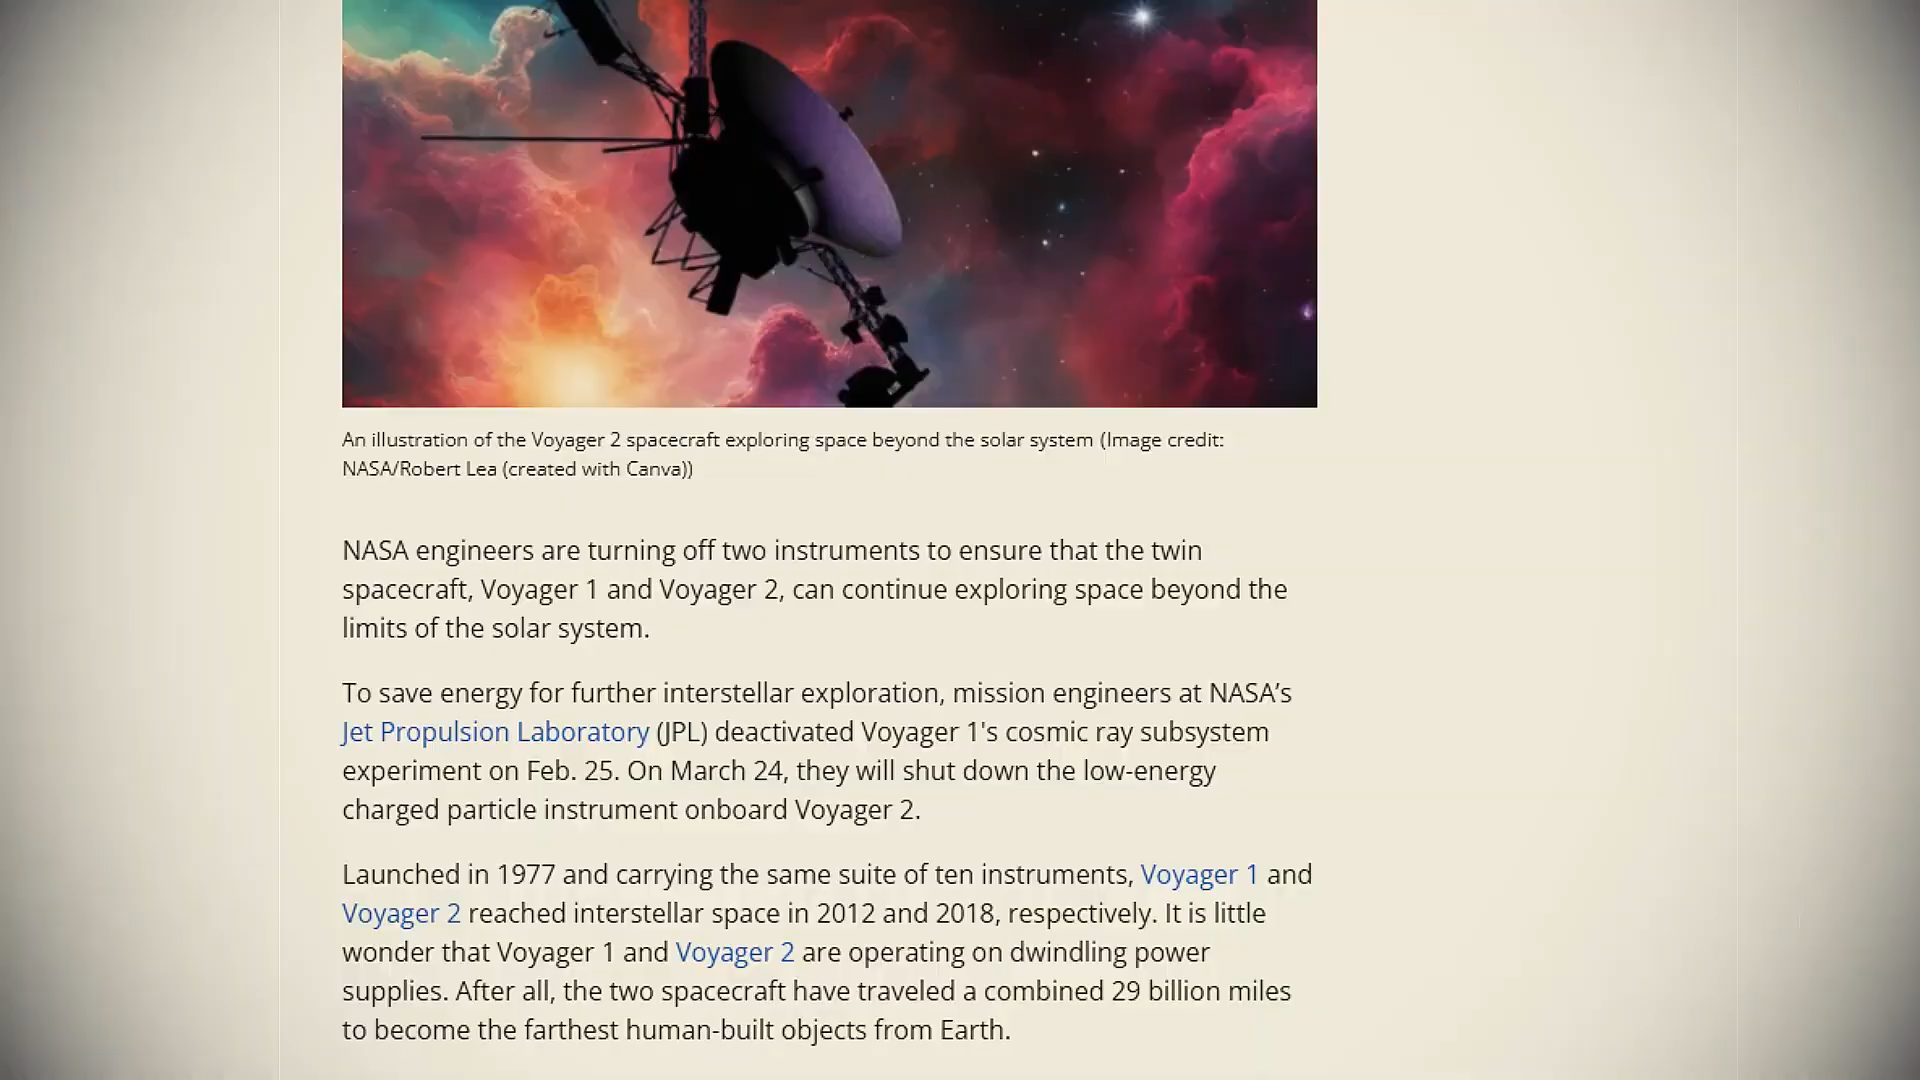 An illustration of the Voyager 2 spacecraft exploring space beyond the solar system (Image credit:
NASA/Robert Lea (created with Canva))
NASA engineers are turning off two instruments to ensure that the twin
spacecraft, Voyager 1 and Voyager 2, can continue exploring space beyond the
limits of the solar system.
To save energy for further interstellar exploration, mission engineers at NASA’s
Jet Propulsion Laboratory (JPL) deactivated Voyager 1's cosmic ray subsystem
experiment on Feb. 25. On March 24, they will shut down the low-energy
charged particle instrument onboard Voyager 2.
Launched in 1977 and carrying the same suite of ten instruments, Voyager 1 and
Voyager 2 reached interstellar space in 2012 and 2018, respectively. It is little
wonder that Voyager 1 and Voyager 2 are operating on dwindling power
supplies. After all, the two spacecraft have traveled a combined 29 billion miles
to become the farthest human-built objects from Earth.